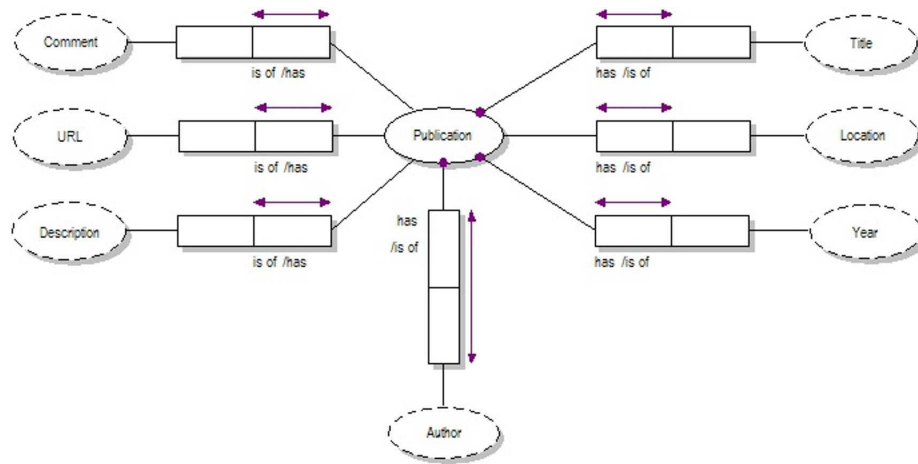 Comment
is of /has
has /is of
Title
URL
is of /has
Publication
has /is of
Location
Description
is of /has
has
/is of
has /is of
Year
Author